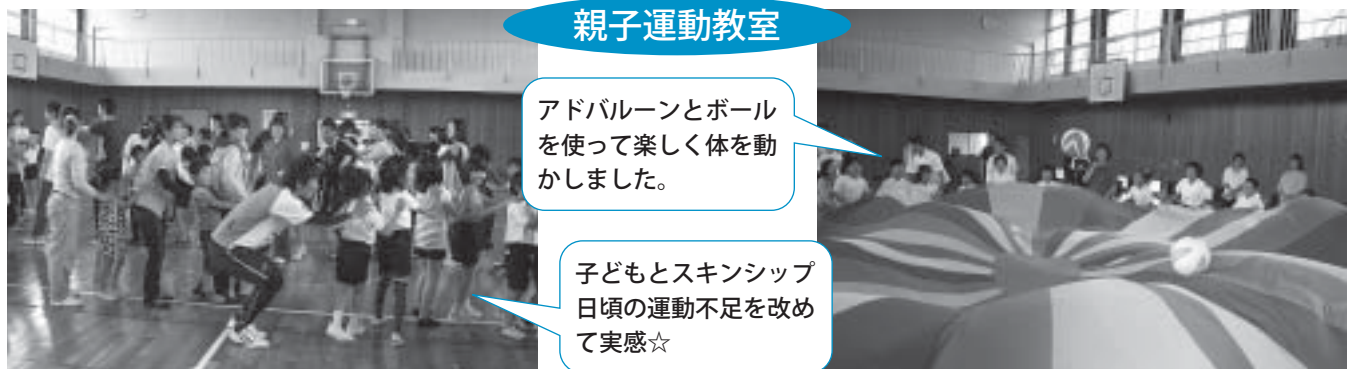 親子運動教室
アドバルーンとボール
を使って楽しく体を動
かしました。
子どもとスキンシップ
日頃の運動不足を改め
て実感☆